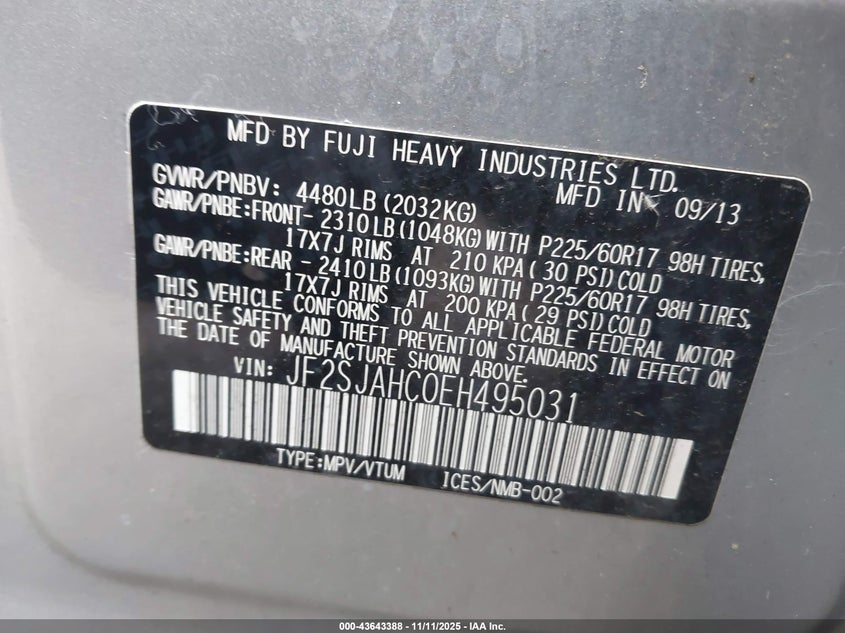 MFD BY FUJI HEAVY INDUSTRIES LTD.
GVWR/PNBV: 4480LB(2032KG) MFD IN 09/13
GAWR/PNBE:FRONT- 2310LB(1048KG)WITH P225/60R17 98H TIRES,
17X7J RIMS AT 210 KPA( 30 PSI)COLD
GAWR/PNBE:REAR - 2410LB(1093KG)WITH P225/60R17 98H TIRES,
17X7J RIMS AT 200 KPA( 29 PSI)COLD
THIS VEHICLE CONFORMS TO ALL APPLICABLE FEDERAL MOTOR
VEHICLE SAFETY AND THEFT PREVENTION STANDARDS IN EFFECT ON
THE DATE OF MANUFACTURE SHOWN ABOVE.
VIN: JF2SJAHC0EH495031
TYPE:MPV/VTUM ICES/NMB-002
000-43643388 - 11/11/2025 - IAA Inc.